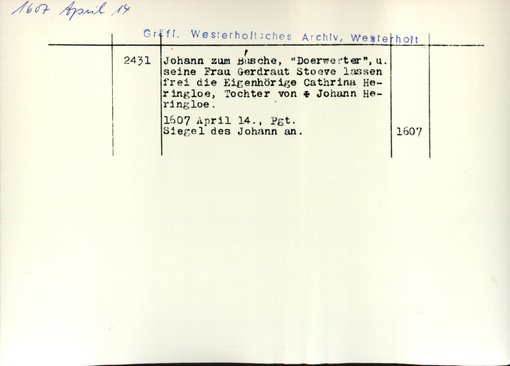 1607 April 14
Gräfl. Westerholtsches Archiv, Westerholt
2431 Johann zum Busche, "Doerwerter", u.
seine Frau Gerdraut Stoeve lassen
frei die Eigenhörige Cathrina He-
ringloe, Tochter von ✠ Johann He-
ringloe.
1607 April 14., Pgt.
Siegel des Johann an. 1607